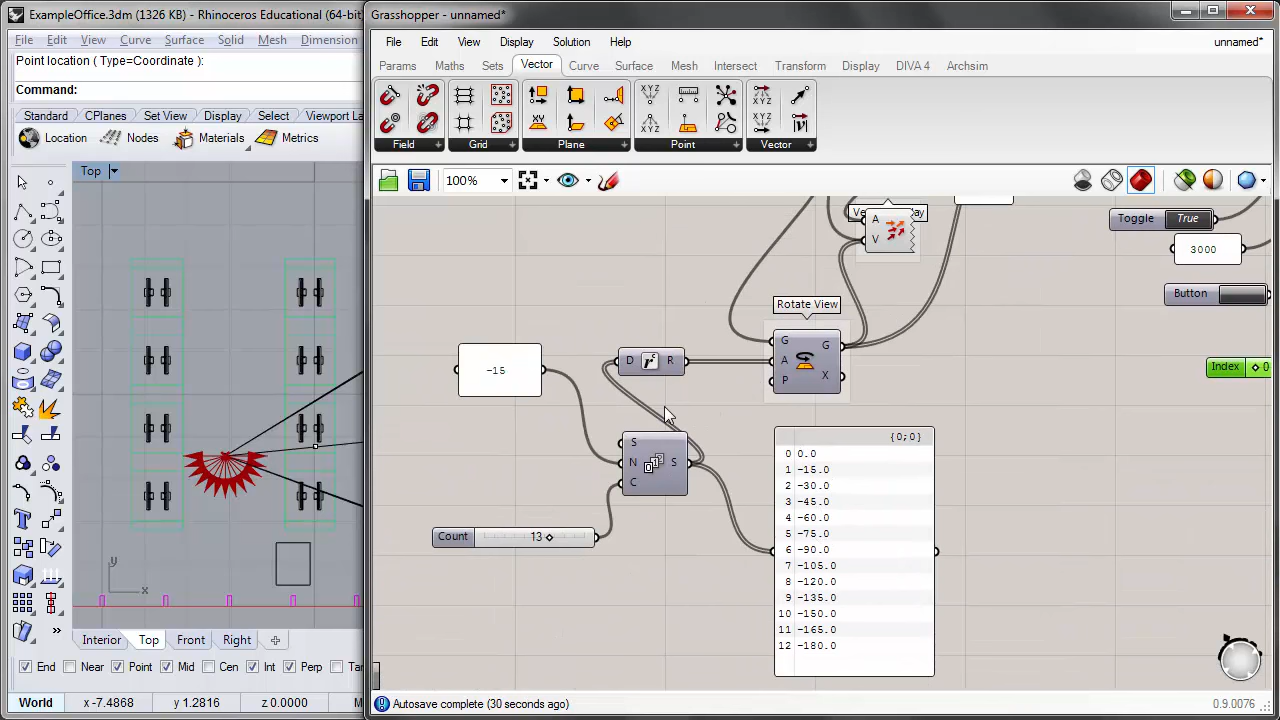 ExampleOffice.3dm (1326 KB) - Rhinoceros Educational (64-bit)
File Edit View Curve Surface Solid Mesh Dimension
Point location ( Type=Coordinate ):
Command:
Standard CPlanes Set View Display Select Viewport La
Location Nodes Materials Metrics
Top
y
x
Interior Top Front Right
End Near Point Mid Cen Int Perp Tan
World x -7.4868 y 1.2816 z 0.0000
Grasshopper - unnamed*
File Edit View Display Solution Help unnamed*
Params Maths Sets Vector Curve Surface Mesh Intersect Transform Display DIVA 4 Archsim
Field Grid Plane Point Vector
100%
A
V
Toggle True
3000
Button
Rotate View
G G
A
P X
-15
D R
Index 0
S
N S
C
Count 13
{0;0}
0 0.0
1 -15.0
2 -30.0
3 -45.0
4 -60.0
5 -75.0
6 -90.0
7 -105.0
8 -120.0
9 -135.0
10 -150.0
11 -165.0
12 -180.0
Autosave complete (30 seconds ago) 0.9.0076